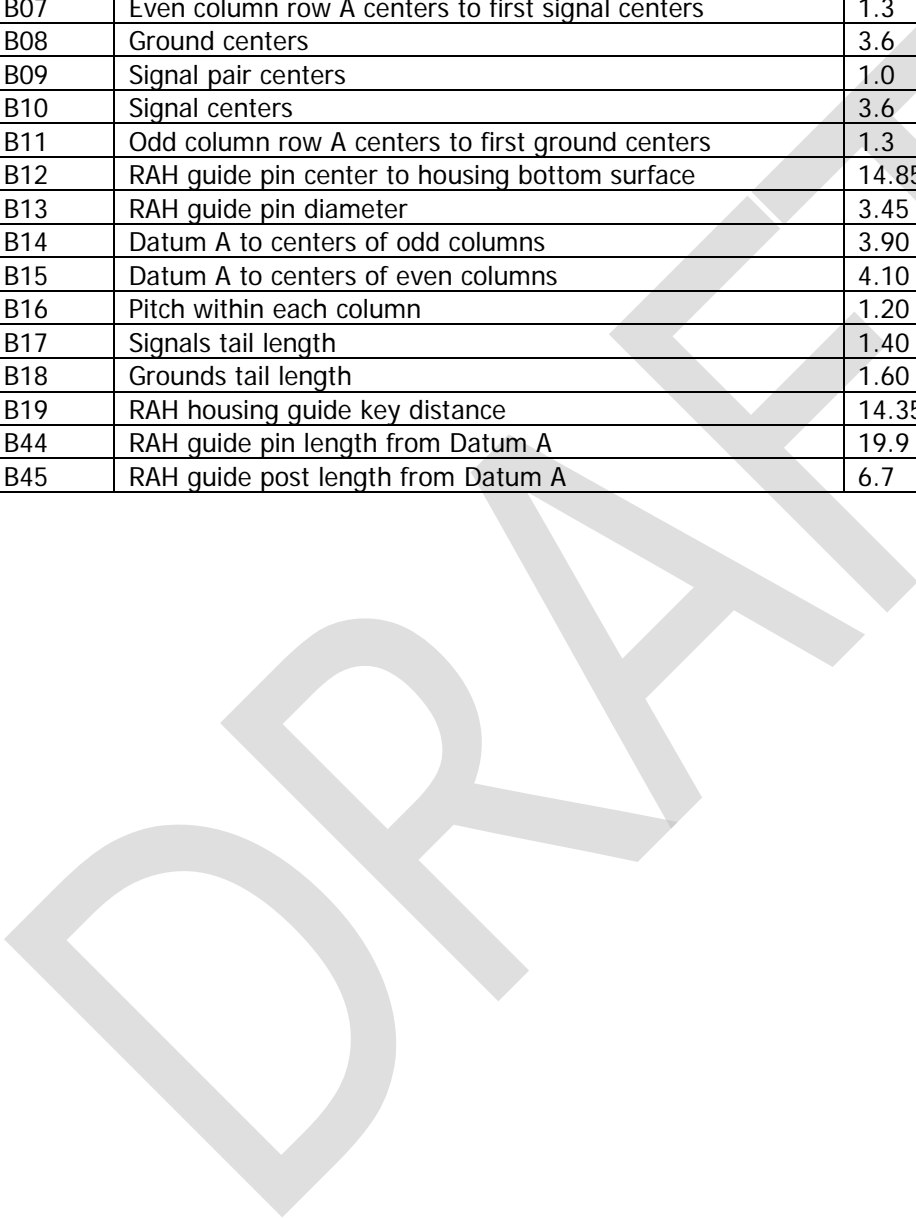 B07 Even column row A centers to first signal centers 1.3
B08 Ground centers 3.6
B09 Signal pair centers 1.0
B10 Signal centers 3.6
B11 Odd column row A centers to first ground centers 1.3
B12 RAH guide pin center to housing bottom surface 14.85
B13 RAH guide pin diameter 3.45
B14 Datum A to centers of odd columns 3.90
B15 Datum A to centers of even columns 4.10
B16 Pitch within each column 1.20
B17 Signals tail length 1.40
B18 Grounds tail length 1.60
B19 RAH housing guide key distance 14.35
B44 RAH guide pin length from Datum A 19.9
B45 RAH guide post length from Datum A 6.7
DRAFT